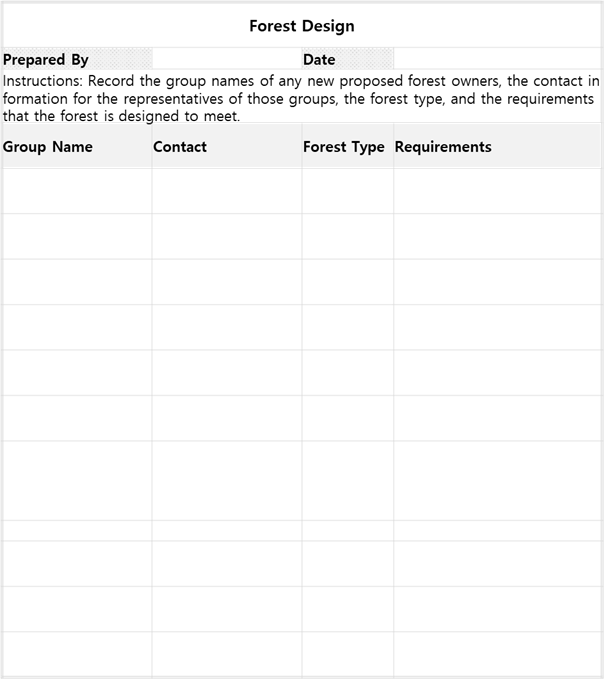 Forest Design
Prepared By Date
Instructions: Record the group names of any new proposed forest owners, the contact in
formation for the representatives of those groups, the forest type, and the requirements
that the forest is designed to meet.
Group Name Contact Forest Type Requirements